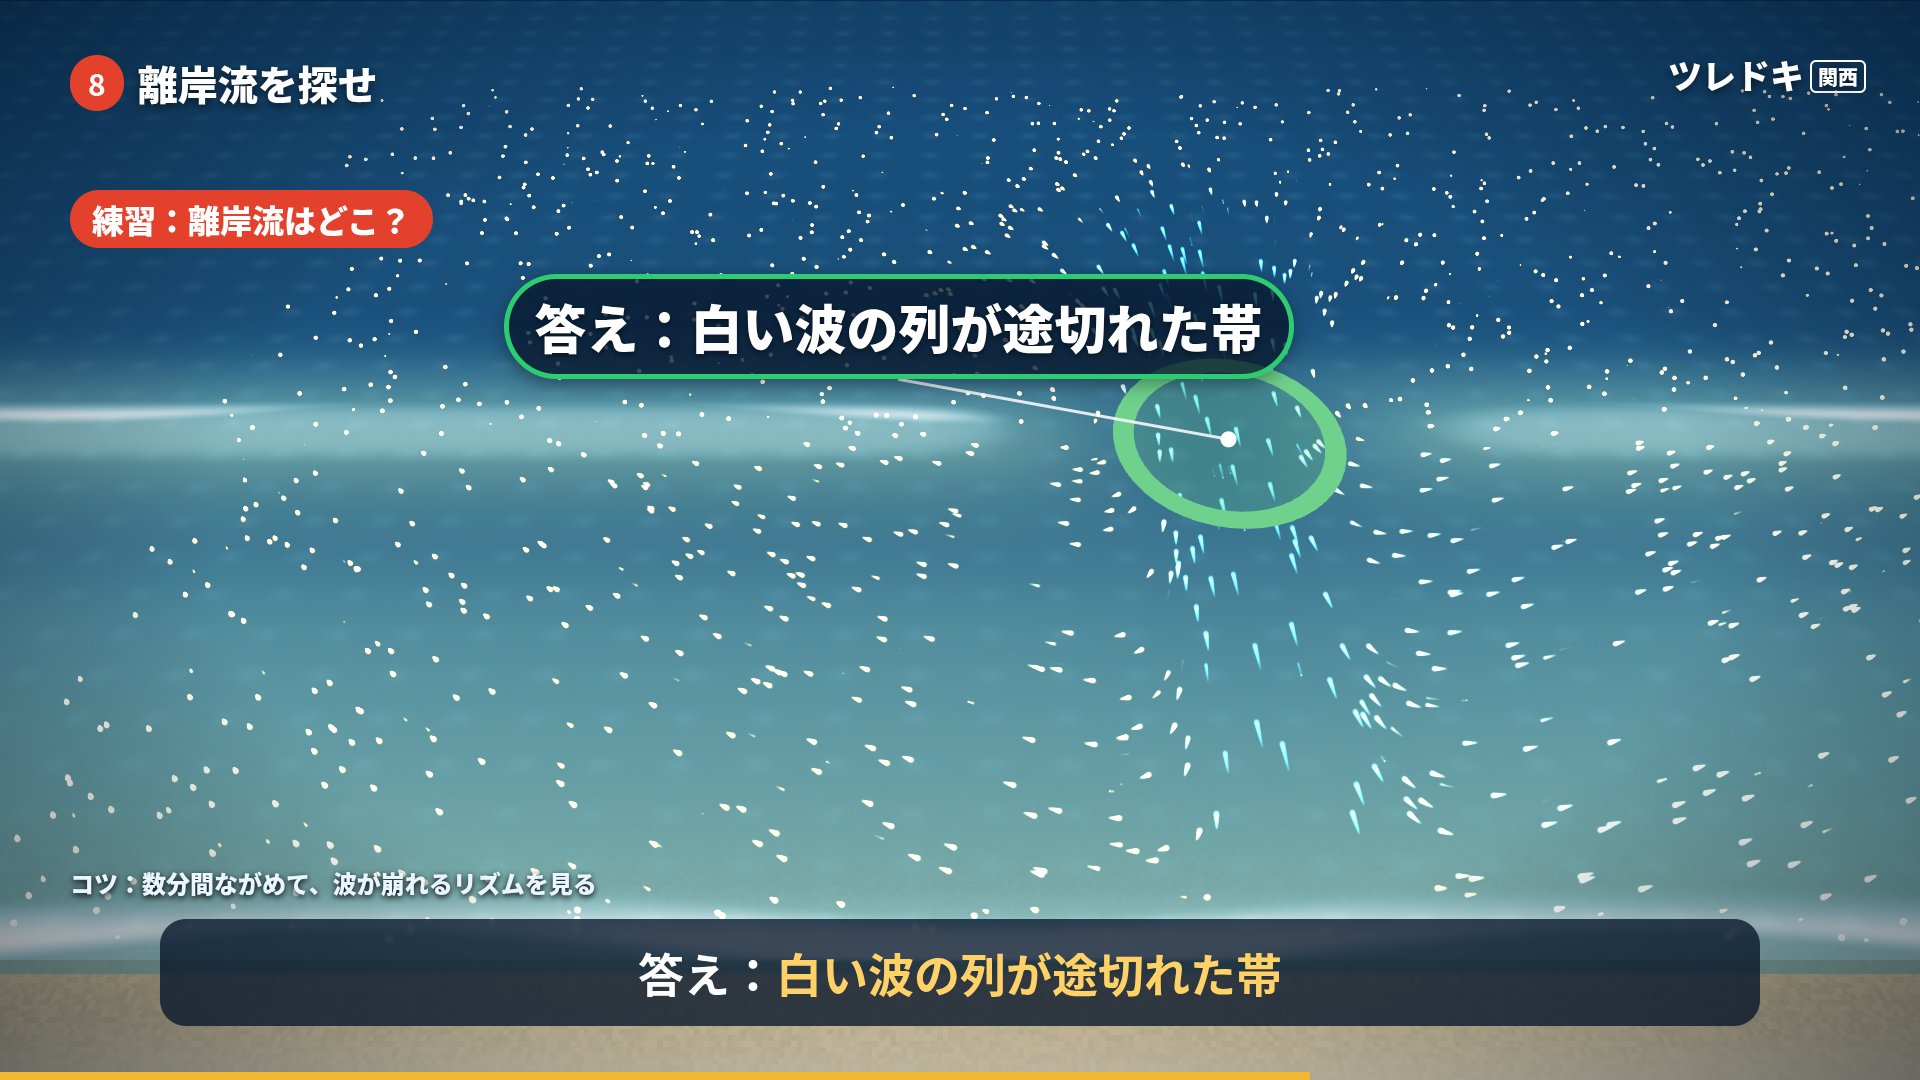 8 離岸流を探せ
ツレドキ 関西
練習：離岸流はどこ？
答え：白い波の列が途切れた帯
コツ：数分間ながめて、波が崩れるリズムを見る
答え：白い波の列が途切れた帯